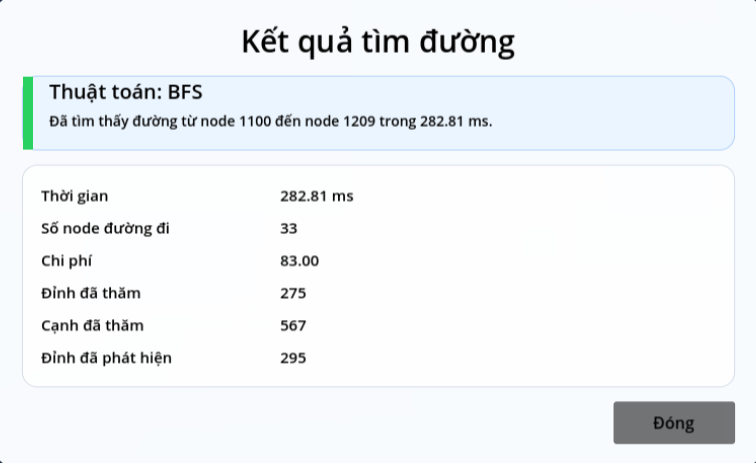 Kết quả tìm đường
Thuật toán: BFS
Đã tìm thấy đường từ node 1100 đến node 1209 trong 282.81 ms.
Thời gian 282.81 ms
Số node đường đi 33
Chi phí 83.00
Đỉnh đã thăm 275
Cạnh đã thăm 567
Đỉnh đã phát hiện 295
Đóng